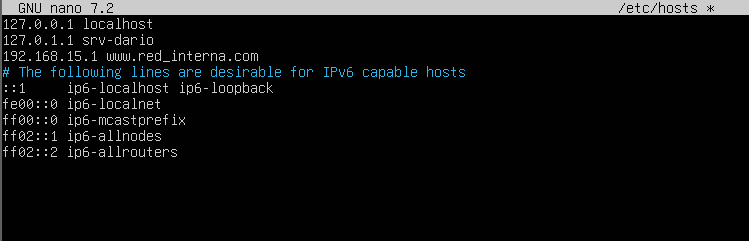 GNU nano 7.2 /etc/hosts *
127.0.0.1 localhost
127.0.1.1 srv-dario
192.168.15.1 www.red_interna.com
# The following lines are desirable for IPv6 capable hosts
::1     ip6-localhost ip6-loopback
fe00::0 ip6-localnet
ff00::0 ip6-mcastprefix
ff02::1 ip6-allnodes
ff02::2 ip6-allrouters